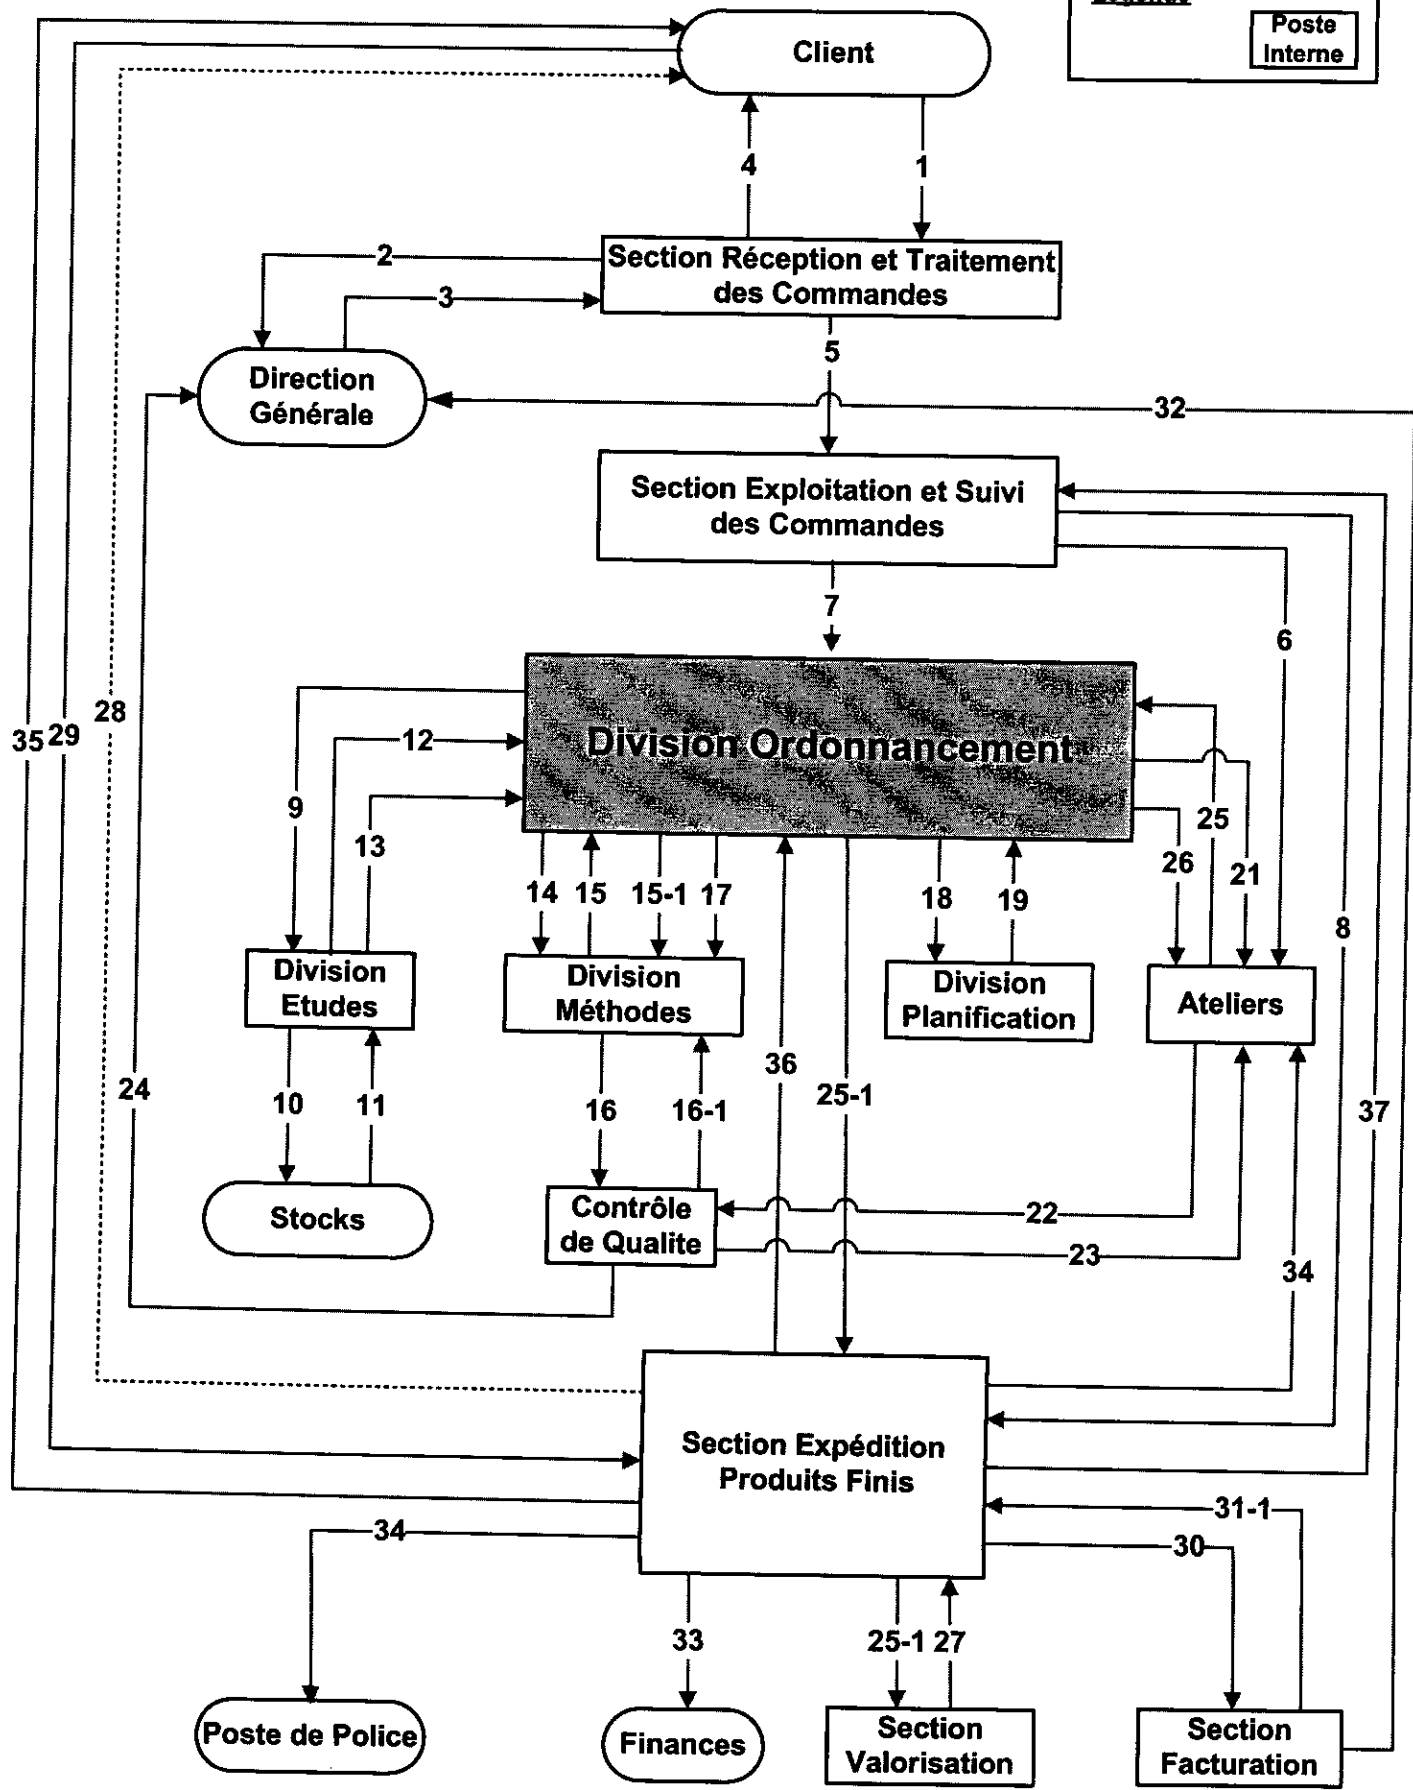 Poste
Interne
Client
4
1
2
Section Réception et Traitement
des Commandes
3
5
Direction
Générale
32
Section Exploitation et Suivi
des Commandes
7
6
28
35
29
12
Division Ordonnancement
9
13
25
26
21
14
15
15-1
17
18
19
8
Division
Etudes
Division
Méthodes
Division
Planification
Ateliers
24
10
11
16
16-1
36
25-1
37
Stocks
Contrôle
de Qualite
22
23
34
Section Expédition
Produits Finis
34
31-1
30
33
25-1
27
Poste de Police
Finances
Section
Valorisation
Section
Facturation